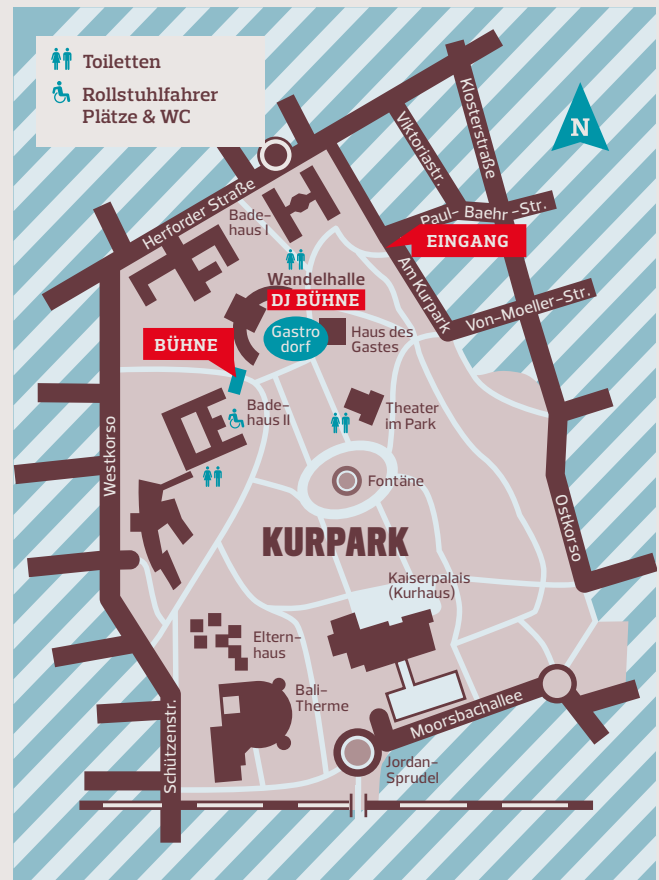 Toiletten
Rollstuhlfahrer
Plätze & WC
N
Klosterstraße
Viktoriastr.
Paul- Baehr -Str.
Herforder Straße
Bade-
haus I
EINGANG
Am Kurpark
Von-Moeller-Str.
Wandelhalle
DJ BÜHNE
Gastro
dorf
Haus des
Gastes
BÜHNE
Bade-
haus II
Theater
im Park
Westkorso
Fontäne
Ostkorso
KURPARK
Kaiserpalais
(Kurhaus)
Eltern-
haus
Bali-
Therme
Schützenstr.
Moorsbachallee
Jordan-
Sprudel